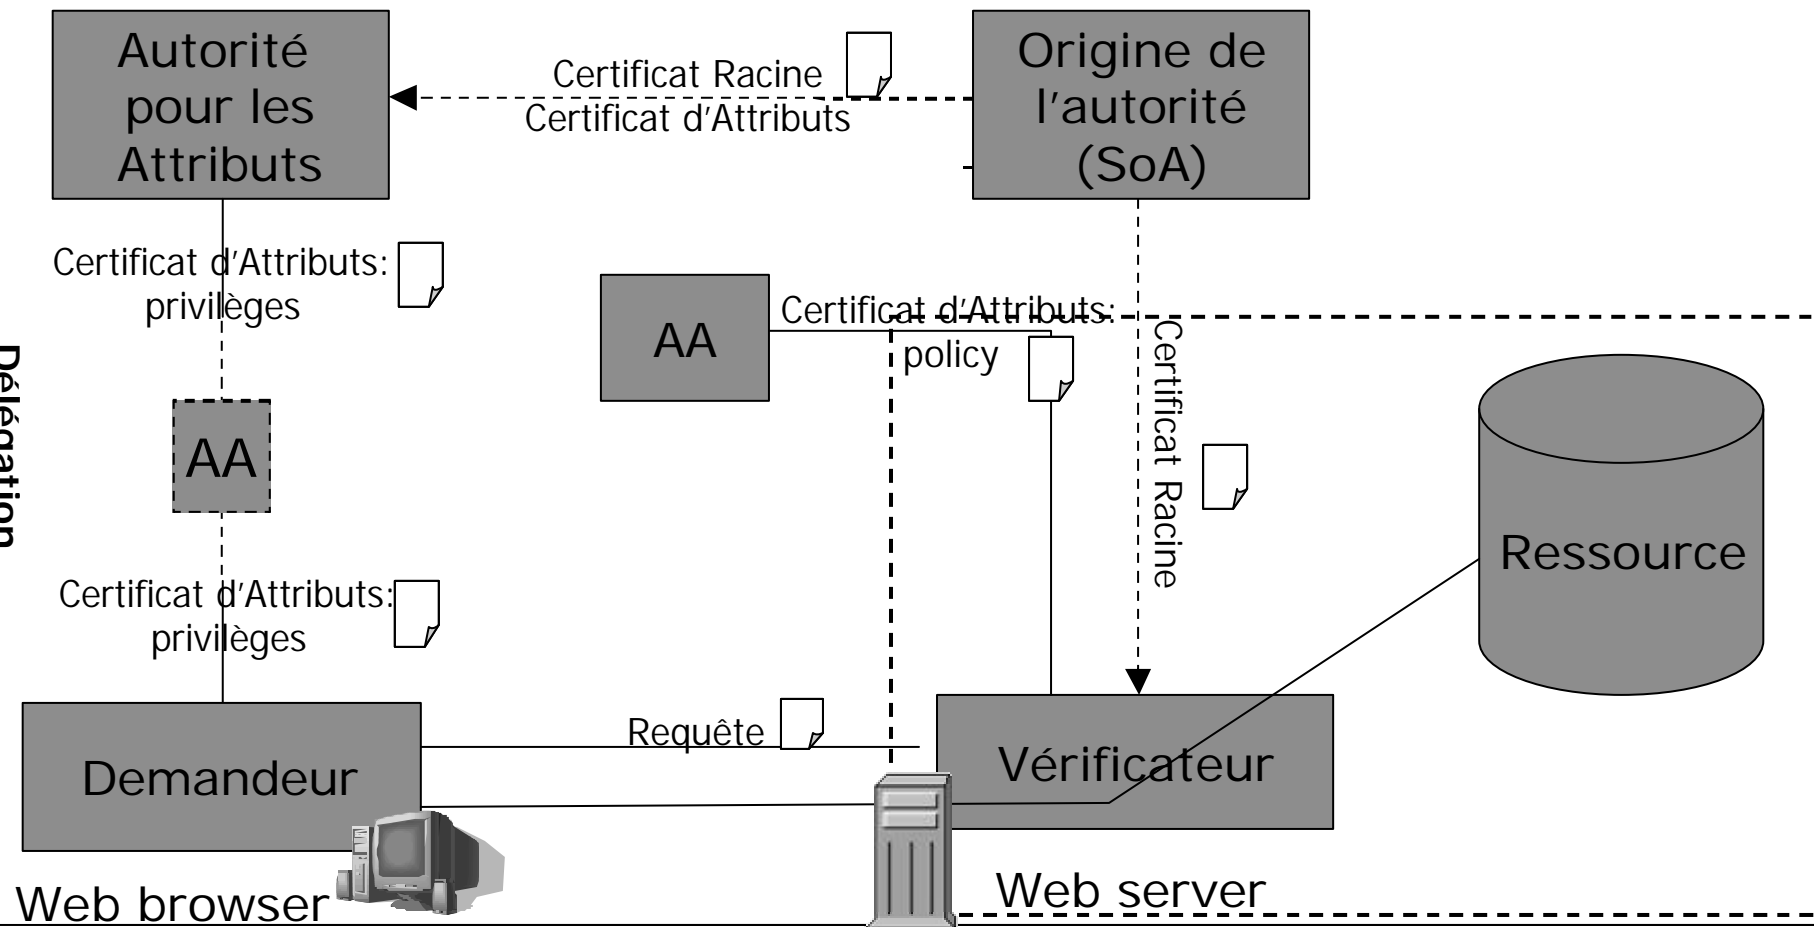 Autorité
pour les
Attributs
Certificat Racine
Certificat d'Attributs
Origine de
l'autorité
(SoA)
Certificat d'Attributs:
privilèges
AA
Certificat d'Attributs:
policy
Certificat Racine
Délégation
AA
Ressource
Certificat d'Attributs:
privilèges
Requête
Demandeur
Vérificateur
Web browser
Web server